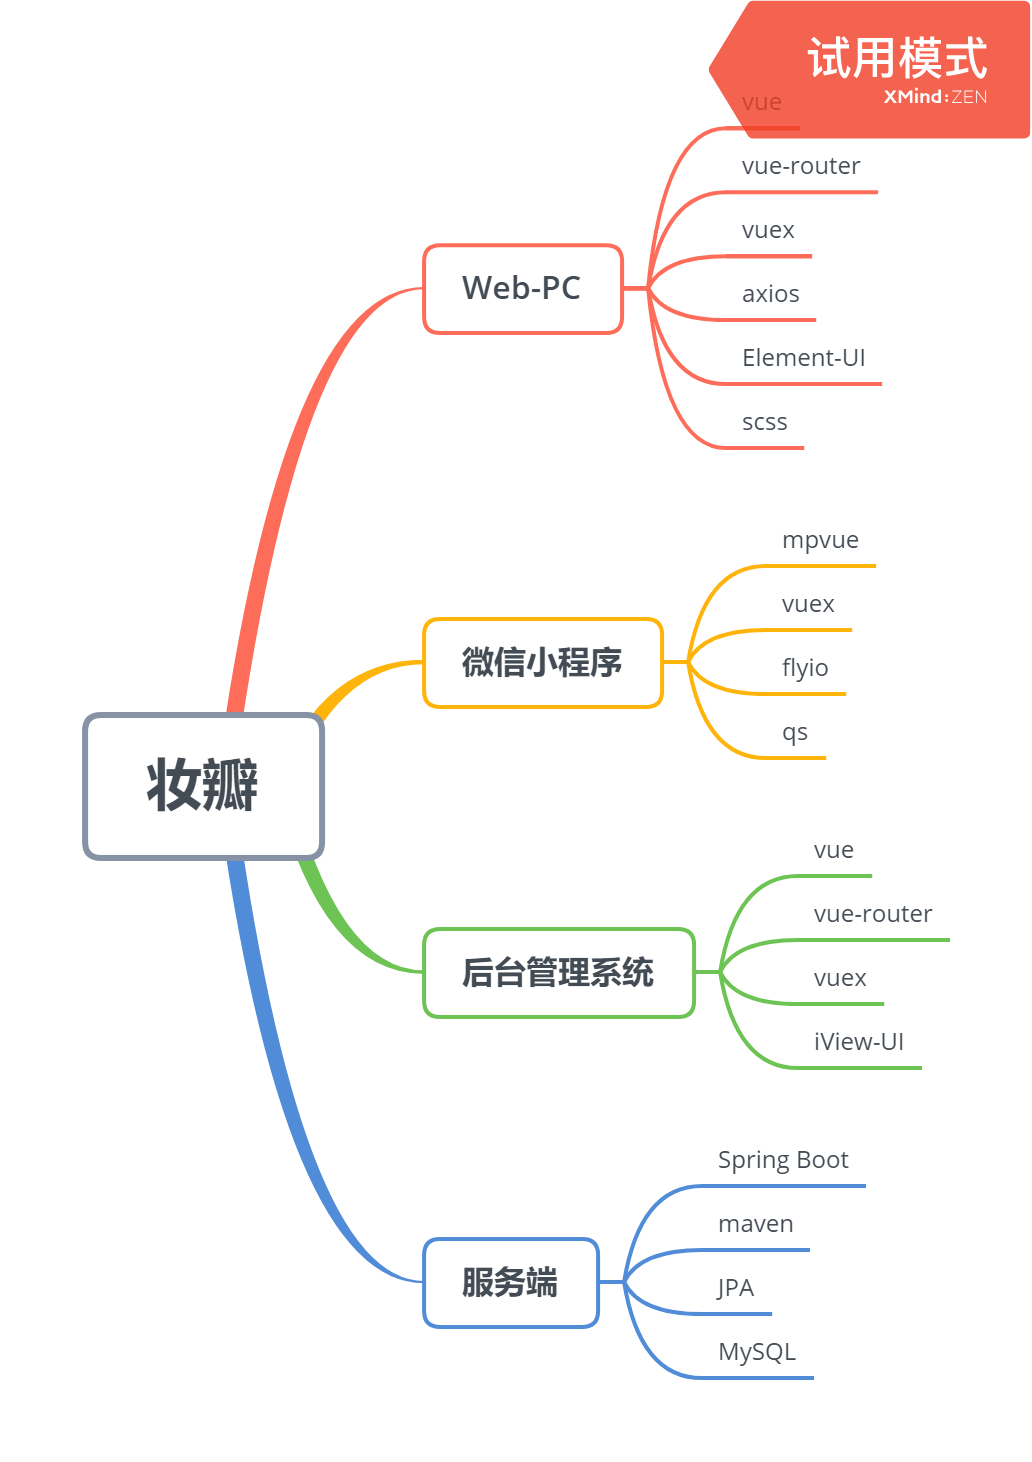 试用模式
XMind:ZEN
vue
vue-router
vuex
Web-PC
axios
Element-UI
scss
mpvue
vuex
微信小程序
flyio
qs
妆瓣
vue
vue-router
后台管理系统
vuex
iView-UI
Spring Boot
maven
服务端
JPA
MySQL